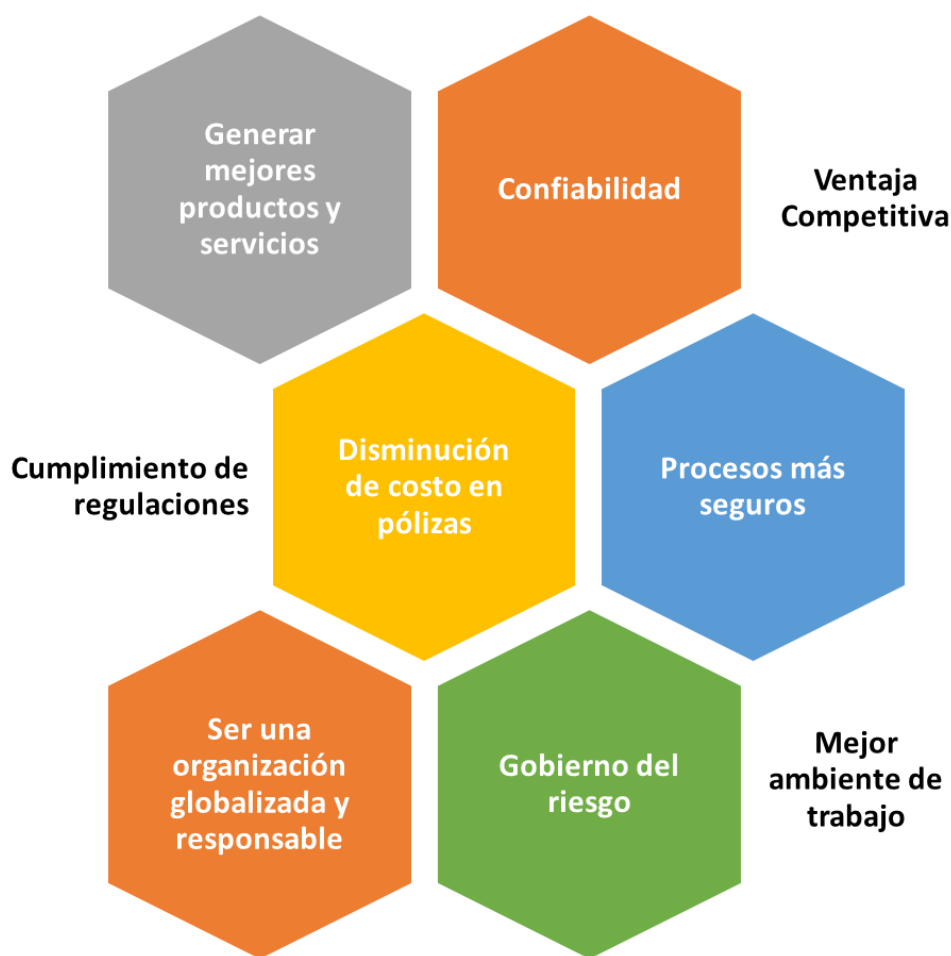 Generar
mejores
productos y
servicios
Confiabilidad
Ventaja
Competitiva
Cumplimiento de
regulaciones
Disminución
de costo en
pólizas
Procesos más
seguros
Ser una
organización
globalizada y
responsable
Gobierno del
riesgo
Mejor
ambiente de
trabajo